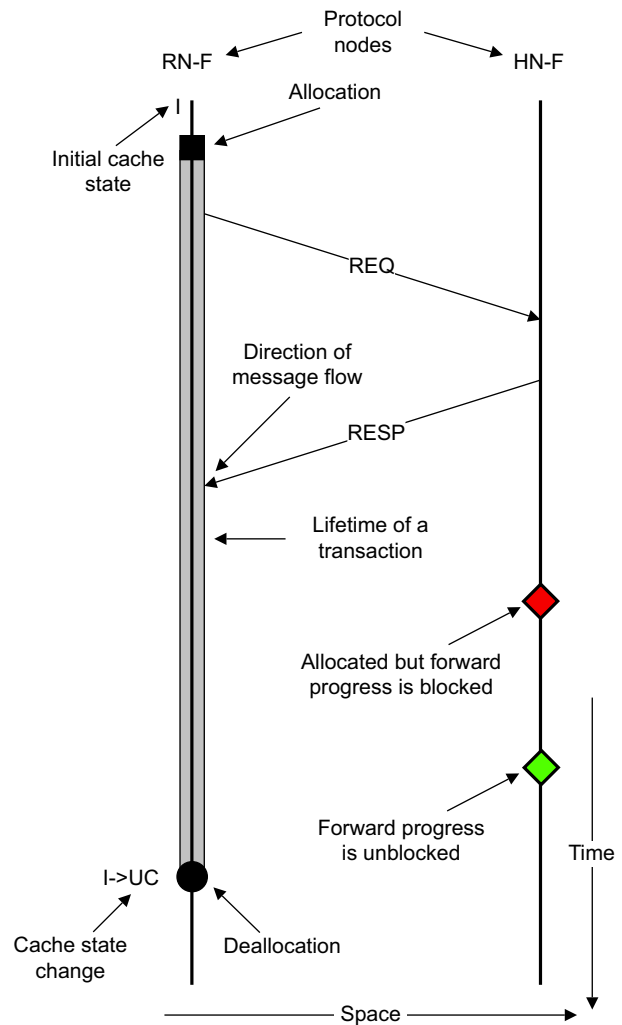 Protocol
nodes
RN-F
HN-F
I
Allocation
Initial cache
state
REQ
Direction of
message flow
RESP
Lifetime of a
transaction
Allocated but forward
progress is blocked
Forward progress
is unblocked
Time
I->UC
Cache state
change
Deallocation
Space